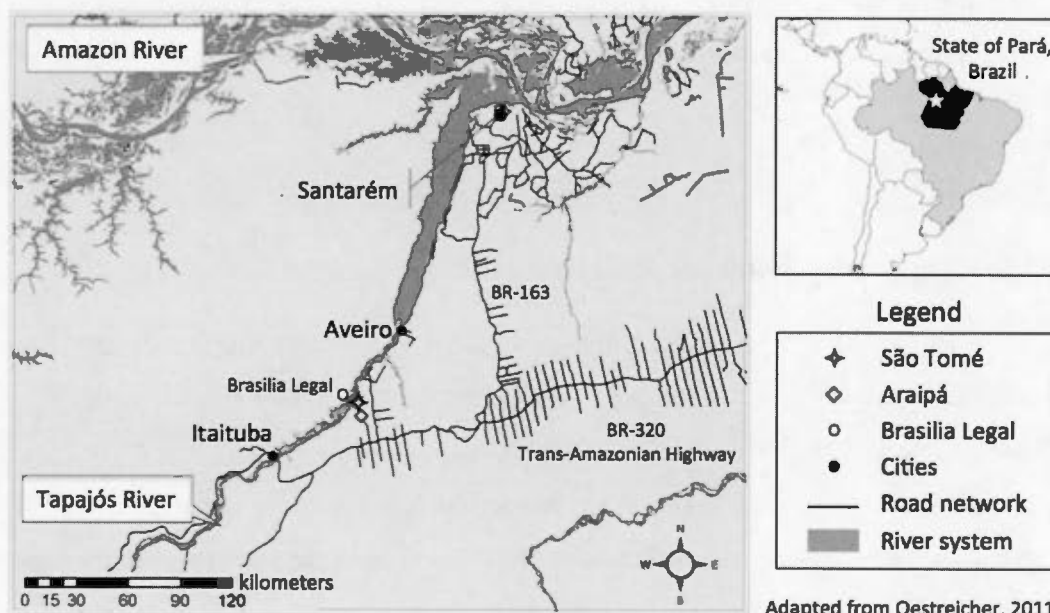 Amazon River
State of Pará,
Brazil
Santarém
BR-163
Legend
Aveiro
São Tomé
Brasilia Legal
Araipá
Brasilia Legal
Itaituba
BR-320
Cities
Trans-Amazonian Highway
Tapajós River
Road network
River system
N
W E
S
kilometers
0 15 30 60 90 120
Adapted from Oestreicher, 2011